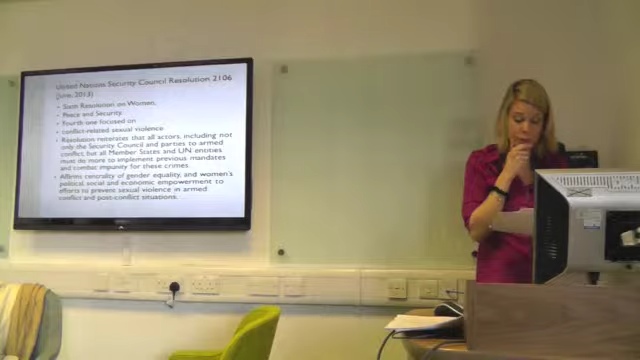 United Nations Security Council Resolution 2106
(June, 2013)
• Sixth Resolution on Women,
• Peace and Security.
• Fourth one focused on
• conflict-related sexual violence.
• Resolution reiterates that all actors, including not
only the Security Council and parties to armed
conflict, but all Member States and UN entities
must do more to implement previous mandates
and combat impunity for these crimes.
• Affirms centrality of gender equality, and women's
political, social and economic empowerment to
efforts to prevent sexual violence in armed
conflict and post-conflict situations.